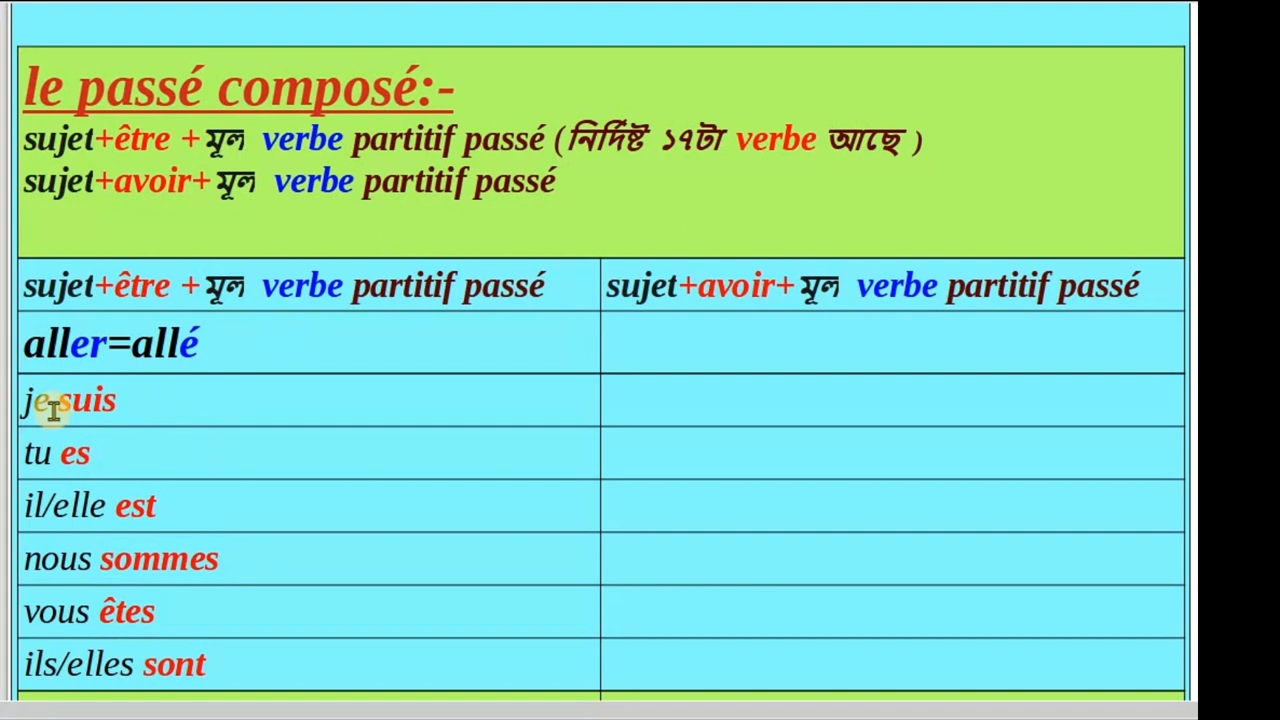 le passé composé:-
sujet+être +মূল verbe partitif passé (নির্দিষ্ট ১৭টা verbe আছে )
sujet+avoir+মূল verbe partitif passé
sujet+être +মূল verbe partitif passé
sujet+avoir+মূল verbe partitif passé
aller=allé
je suis
tu es
il/elle est
nous sommes
vous êtes
ils/elles sont